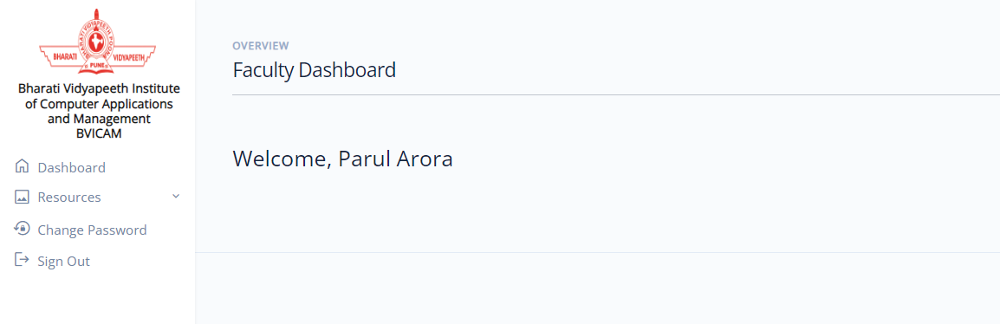 BHARATI VIDYAPEETH POONA
BHARATI VIDYAPEETH
PUNE
Bharati Vidyapeeth Institute
of Computer Applications
and Management
BVICAM
Dashboard
Resources
Change Password
Sign Out
OVERVIEW
Faculty Dashboard
Welcome, Parul Arora